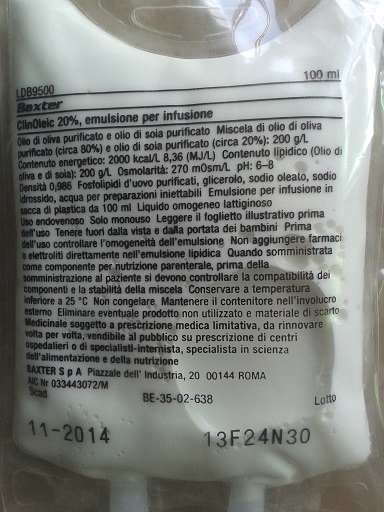 100 ml
LDB9500
Baxter
ClinOleic 20%, emulsione per infusione
Olio di oliva purificato e olio di soia purificato Miscela di olio di oliva
purificato (circa 80%) e olio di soia purificato (circa 20%): 200 g/L
Contenuto energetico: 2000 kcal/L 8,36 (MJ/L) Contenuto lipidico (Olio di
oliva e di soia): 200 g/L Osmolarità: 270 mOsm/L pH: 6-8
Densità 0,986 Fosfolipidi d'uovo purificati, glicerolo, sodio oleato, sodio
idrossido, acqua per preparazioni iniettabili Emulsione per infusione in
sacca di plastica da 100 ml Liquido omogeneo lattiginoso
Uso endovenoso Solo monouso Leggere il foglietto illustrativo prima
dell'uso Tenere fuori dalla vista e dalla portata dei bambini Prima
dell'uso controllare l'omogeneità dell'emulsione Non aggiungere farmaci
o elettroliti direttamente nell'emulsione lipidica Quando somministrata
come componente per nutrizione parenterale, prima della
somministrazione al paziente si devono controllare la compatibilità dei
componenti e la stabilità della miscela Conservare a temperatura
inferiore a 25 °C Non congelare Mantenere il contenitore nell'involucro
esterno Eliminare eventuale prodotto non utilizzato e materiale di scarto
Medicinale soggetto a prescrizione medica limitativa, da rinnovare
volta per volta, vendibile al pubblico su prescrizione di centri
ospedalieri o di specialisti-internista, specialista in scienza
dell'alimentazione e della nutrizione
BAXTER S p A Piazzale dell' Industria, 20 00144 ROMA
AIC Nr 033443072/M
Scad BE-35-02-638 Lotto
11-2014 13F24N30